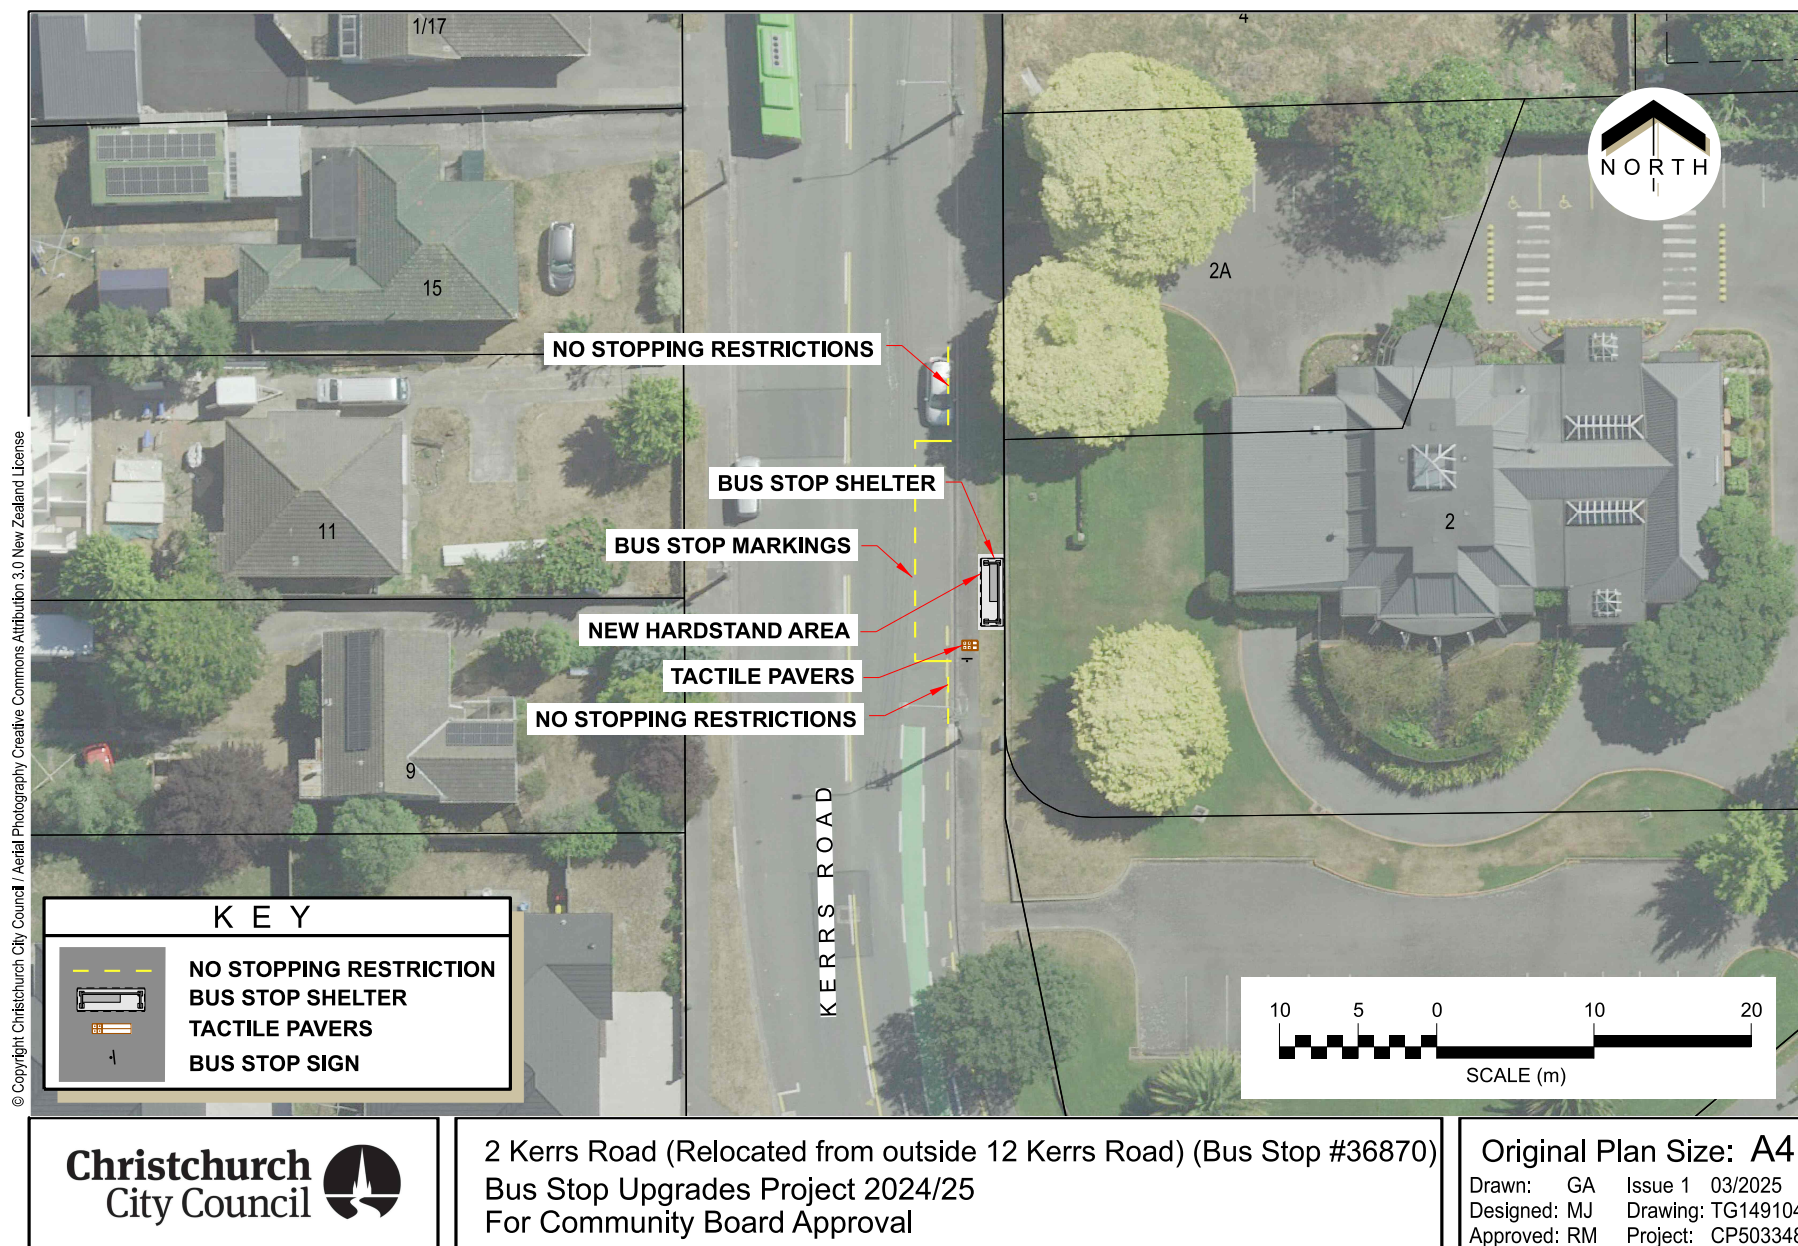 1/17
4
NORTH
2A
15
NO STOPPING RESTRICTIONS
BUS STOP SHELTER
11
2
BUS STOP MARKINGS
NEW HARDSTAND AREA
TACTILE PAVERS
NO STOPPING RESTRICTIONS
9
KERRS ROAD
© Copyright Christchurch City Council / Aerial Photography Creative Commons Attribution 3.0 New Zealand License
KEY
NO STOPPING RESTRICTION
BUS STOP SHELTER
TACTILE PAVERS
BUS STOP SIGN
10 5 0 10 20
SCALE (m)
Christchurch
City Council
2 Kerrs Road (Relocated from outside 12 Kerrs Road) (Bus Stop #36870)
Bus Stop Upgrades Project 2024/25
For Community Board Approval
Original Plan Size: A4
Drawn: GA Issue 1 03/2025
Designed: MJ Drawing: TG149104
Approved: RM Project: CP503348